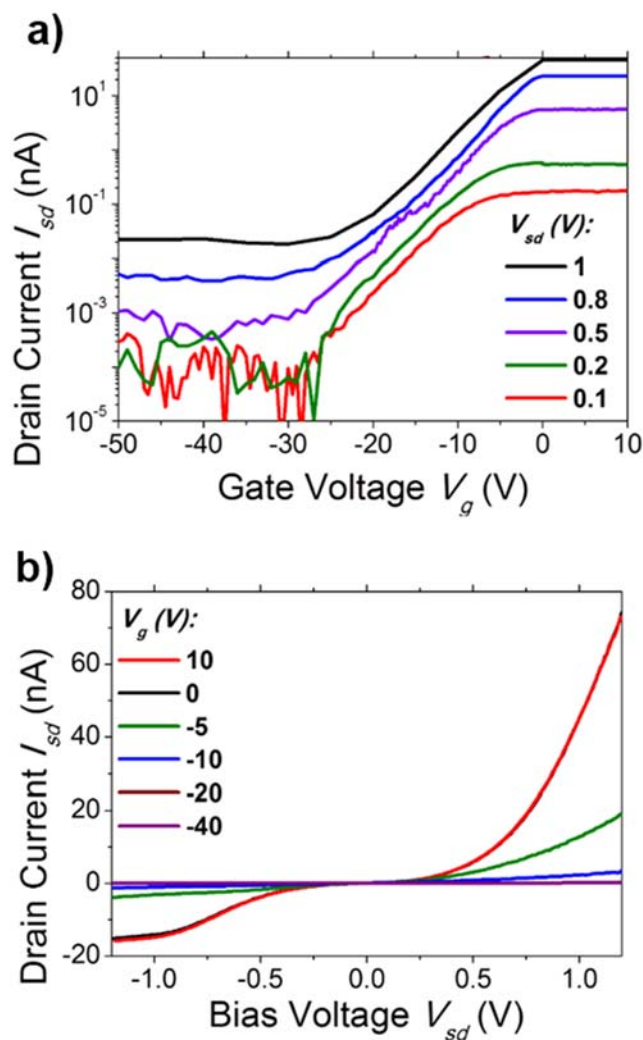 a)
Drain Current I_sd (nA)
10^1
10^-1
10^-3
10^-5
V_sd (V):
1
0.8
0.5
0.2
0.1
-50 -40 -30 -20 -10 0 10
Gate Voltage V_g (V)
b)
Drain Current I_sd (nA)
80
60
40
20
0
-20
V_g (V):
10
0
-5
-10
-20
-40
-1.0 -0.5 0.0 0.5 1.0
Bias Voltage V_sd (V)